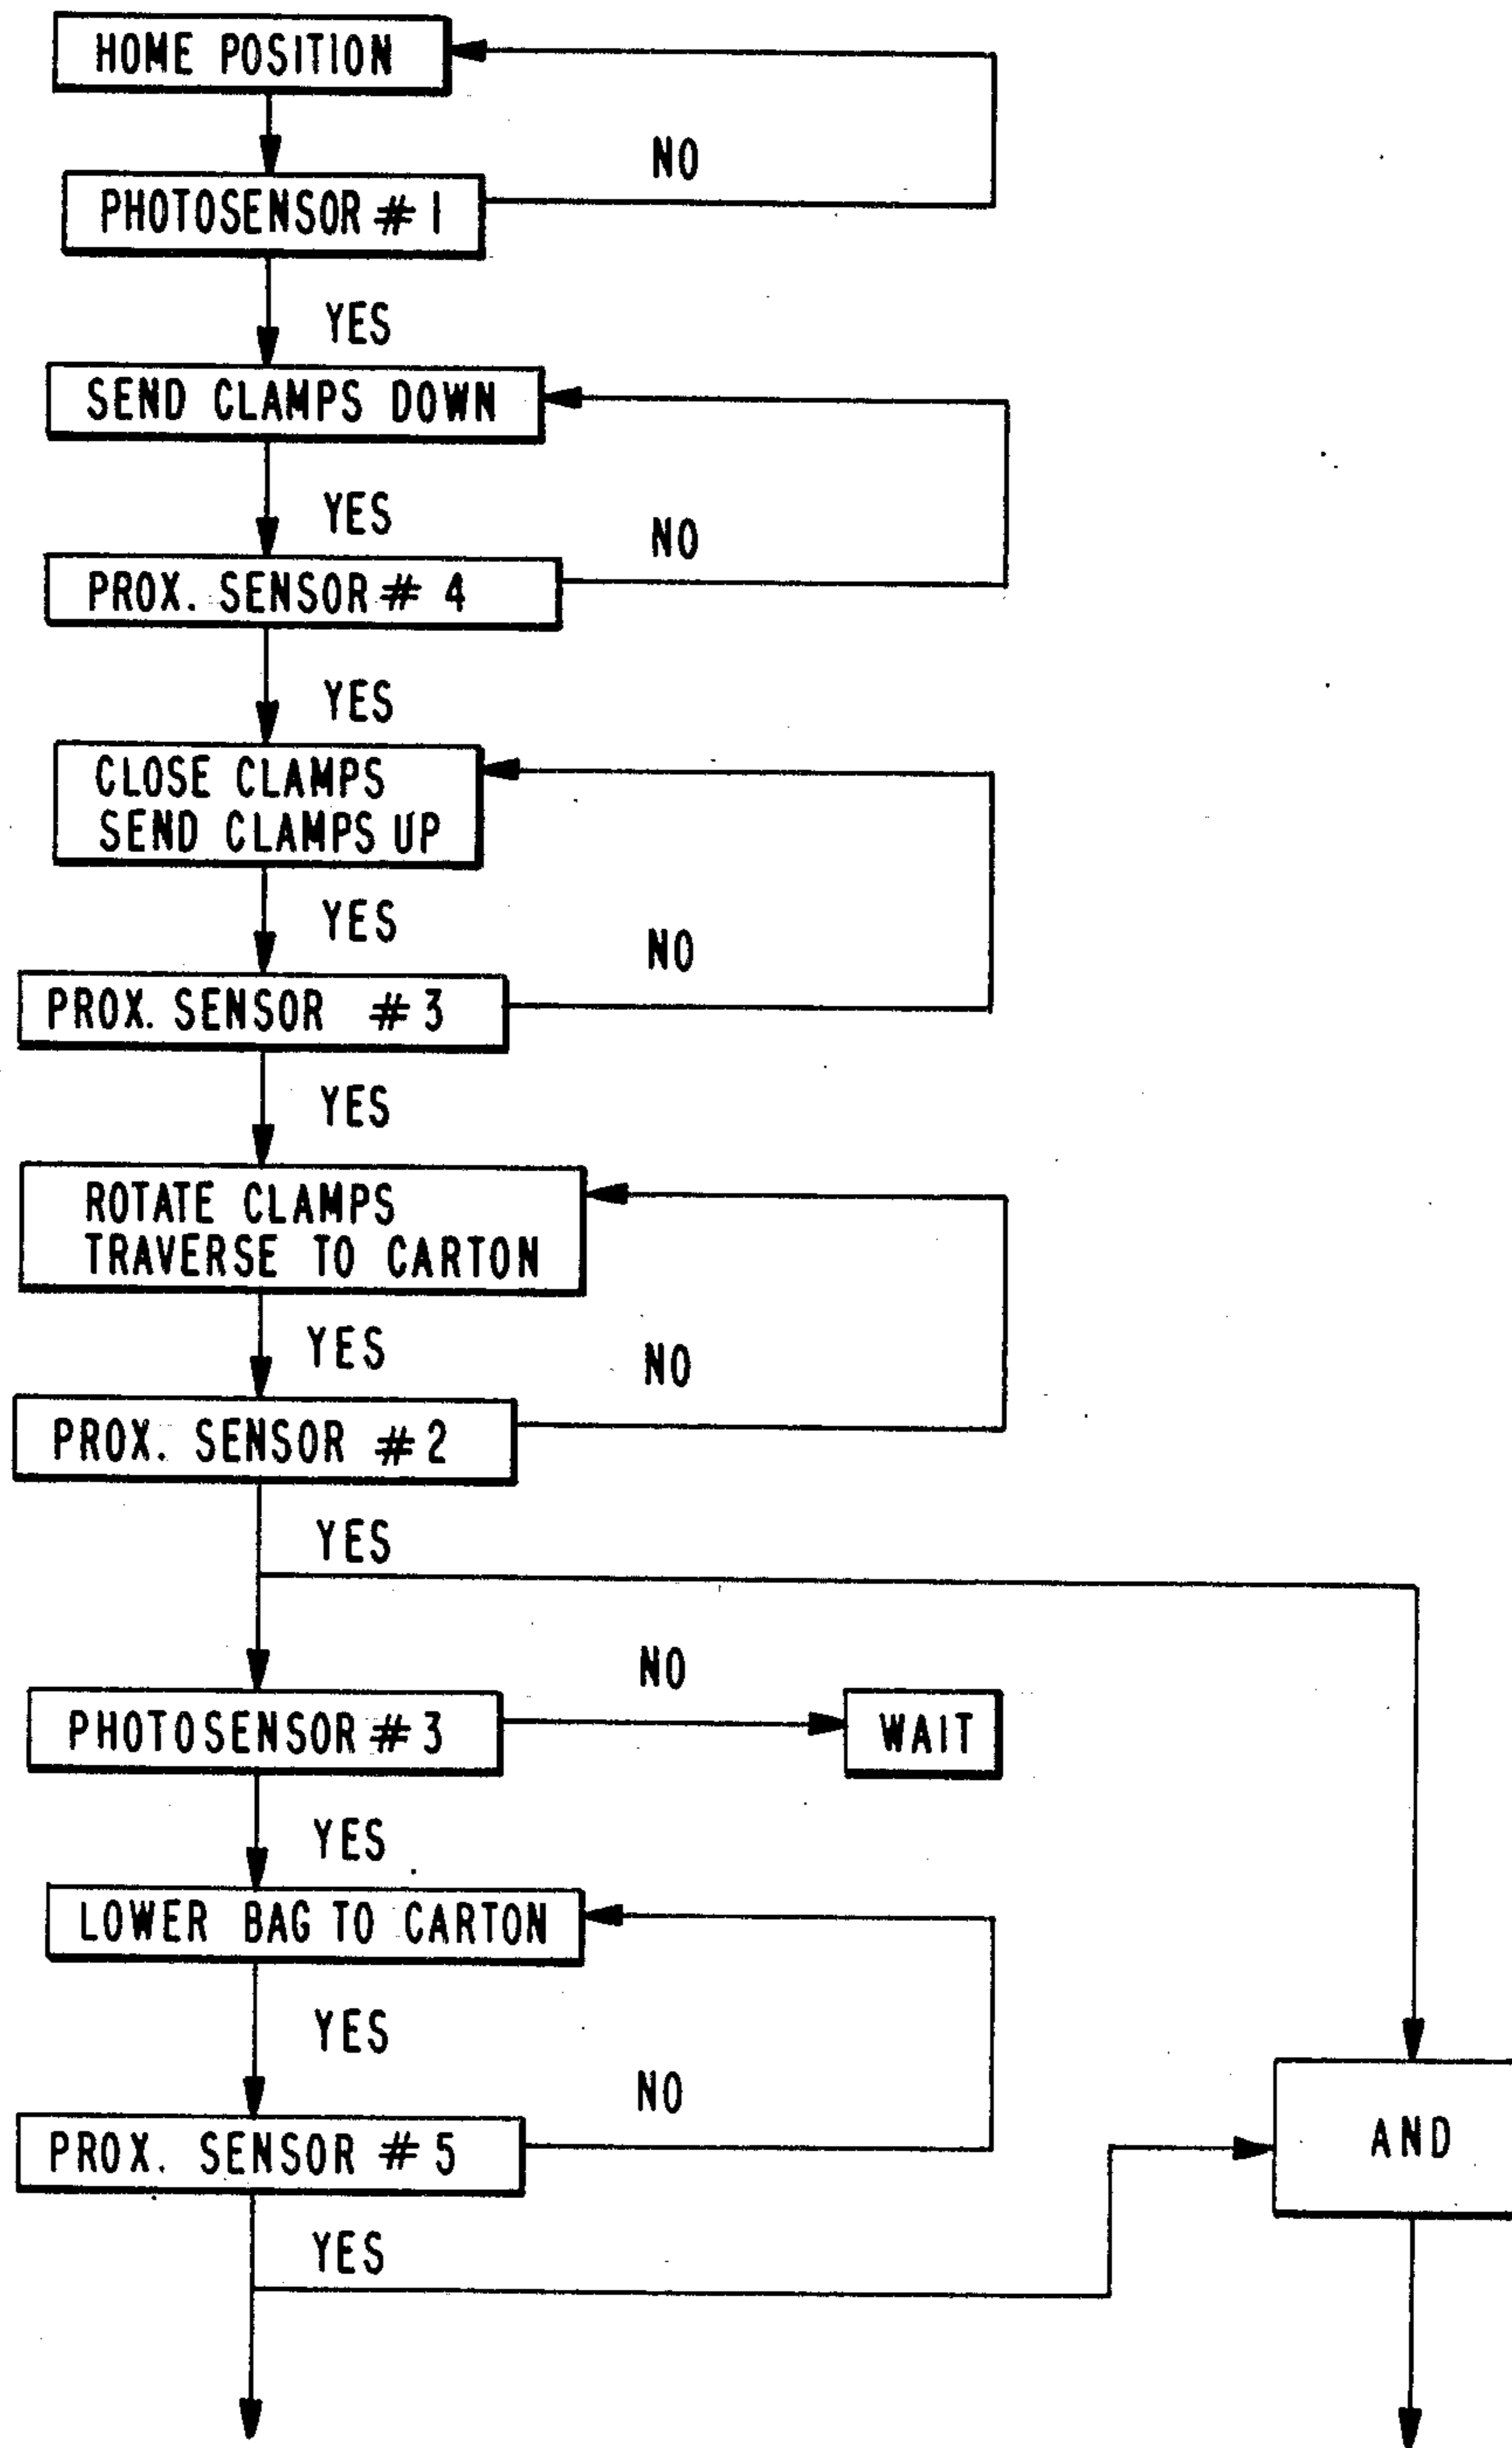 HOME POSITION
NO
PHOTOSENSOR # 1
YES
SEND CLAMPS DOWN
YES
NO
PROX. SENSOR # 4
YES
CLOSE CLAMPS
SEND CLAMPS UP
YES
NO
PROX. SENSOR # 3
YES
ROTATE CLAMPS
TRAVERSE TO CARTON
YES
NO
PROX. SENSOR # 2
YES
NO
PHOTOSENSOR # 3
WAIT
YES
LOWER BAG TO CARTON
YES
NO
AND
PROX. SENSOR # 5
YES